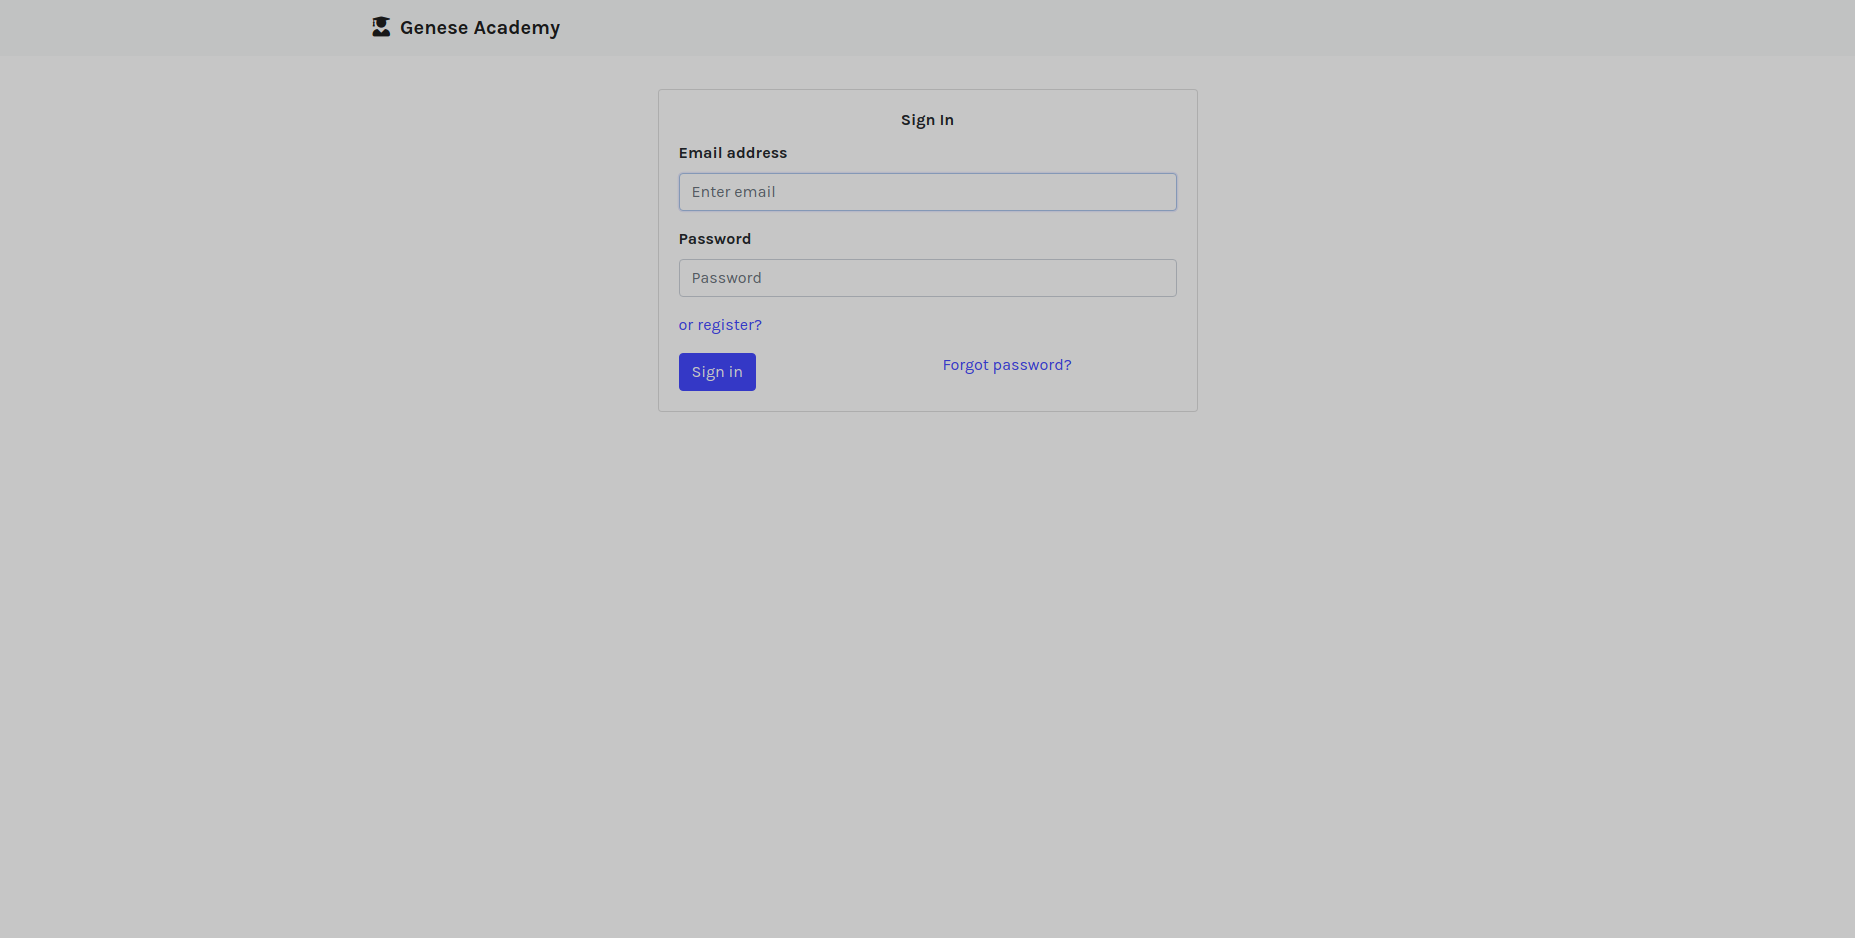 Genese Academy
Sign In
Email address
Enter email
Password
Password
or register?
Sign in
Forgot password?